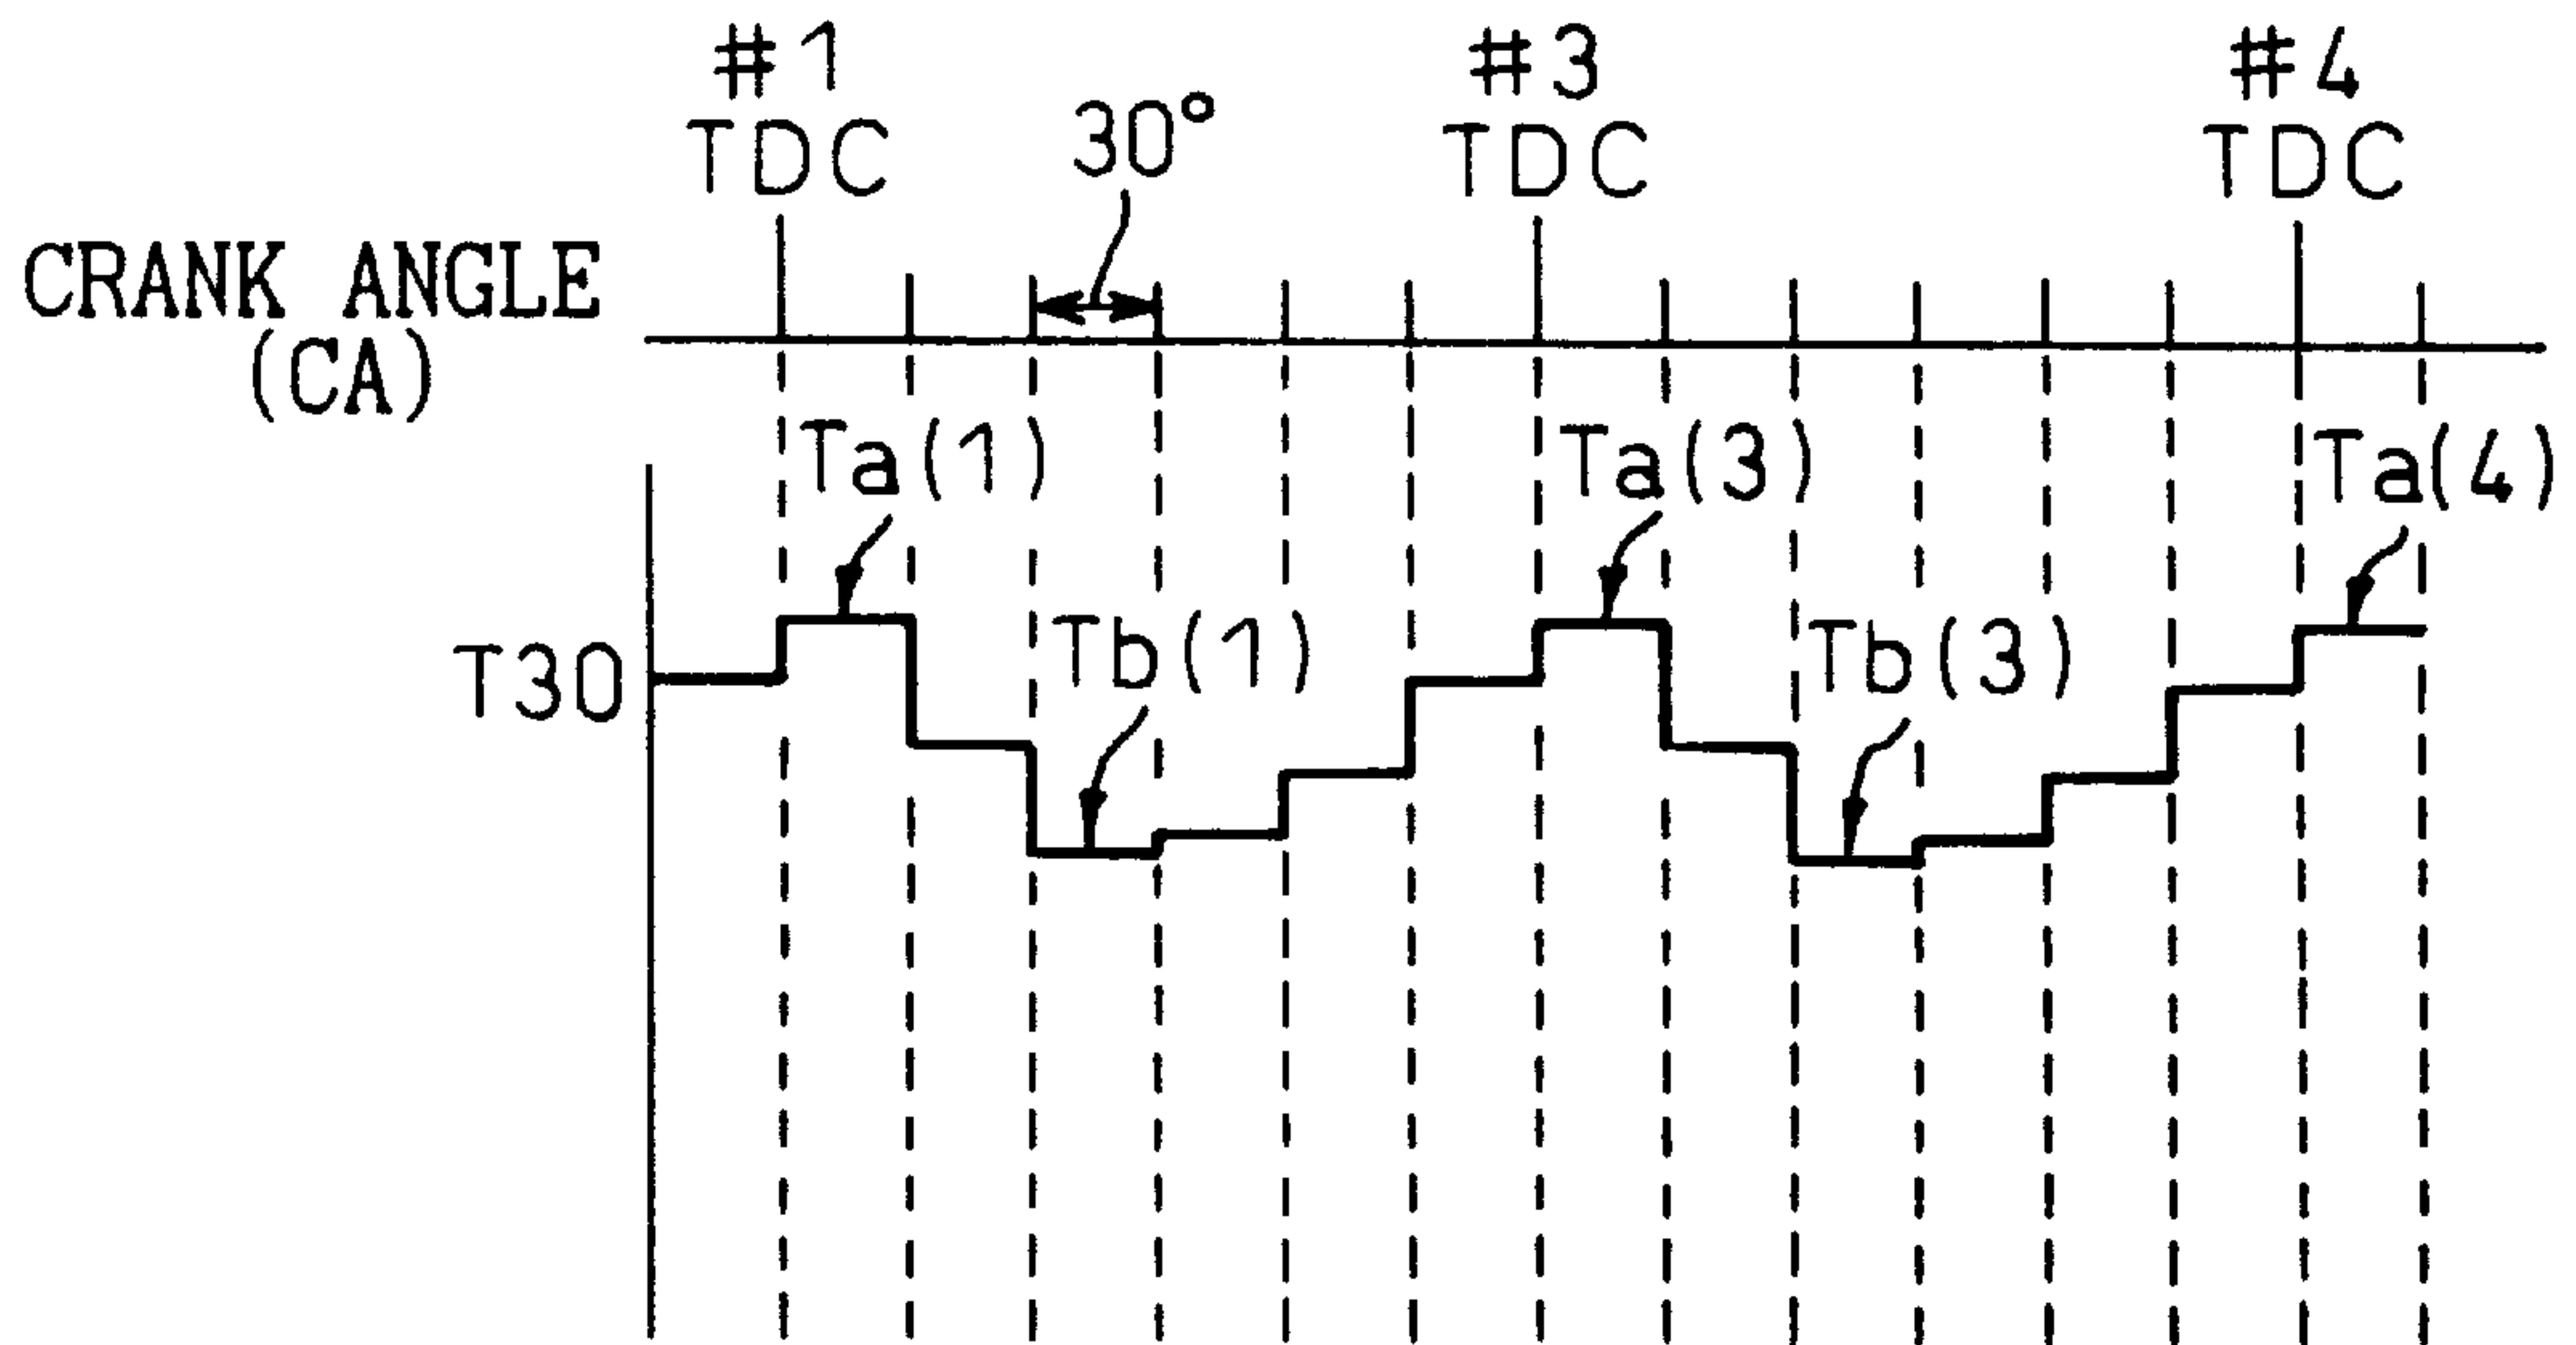 #1
TDC
30°
#3
TDC
#4
TDC
CRANK ANGLE
(CA)
Ta(1)
Ta(3)
Ta(4)
T30
Tb(1)
Tb(3)